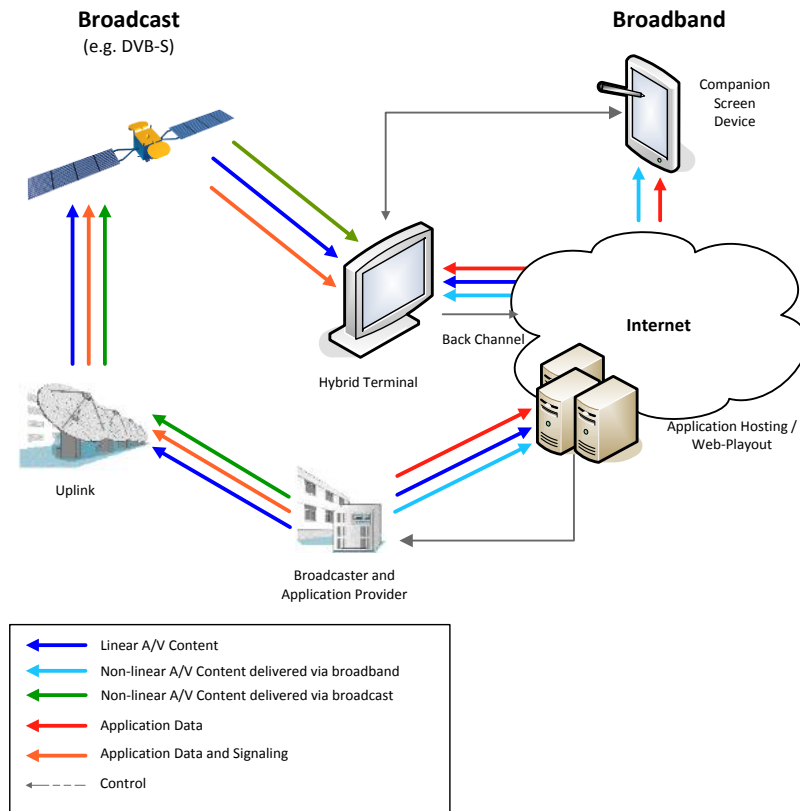 Broadcast
(e.g. DVB-S)
Broadband
Companion
Screen
Device
Internet
Back Channel
Hybrid Terminal
Application Hosting /
Web-Playout
Uplink
Broadcaster and
Application Provider
Linear A/V Content
Non-linear A/V Content delivered via broadband
Non-linear A/V Content delivered via broadcast
Application Data
Application Data and Signaling
Control